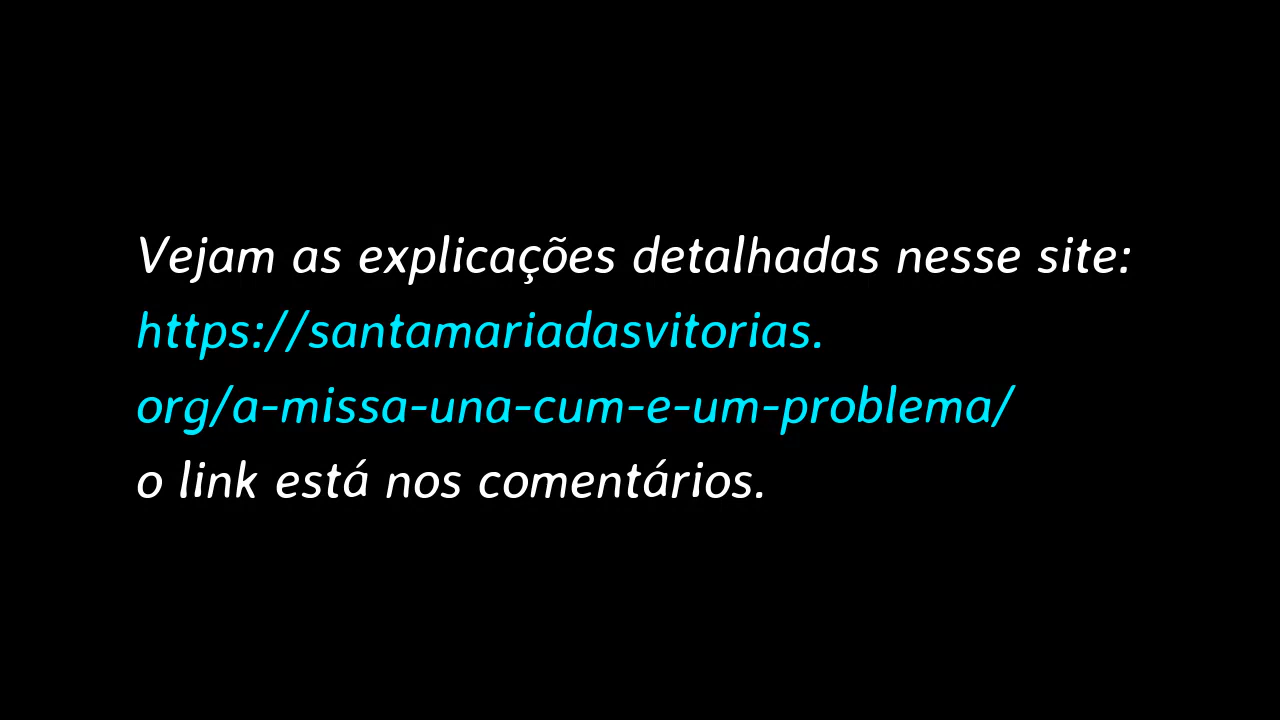 Vejam as explicações detalhadas nesse site:
https://santamariadasvitorias.
org/a-missa-una-cum-e-um-problema/
o link está nos comentários.